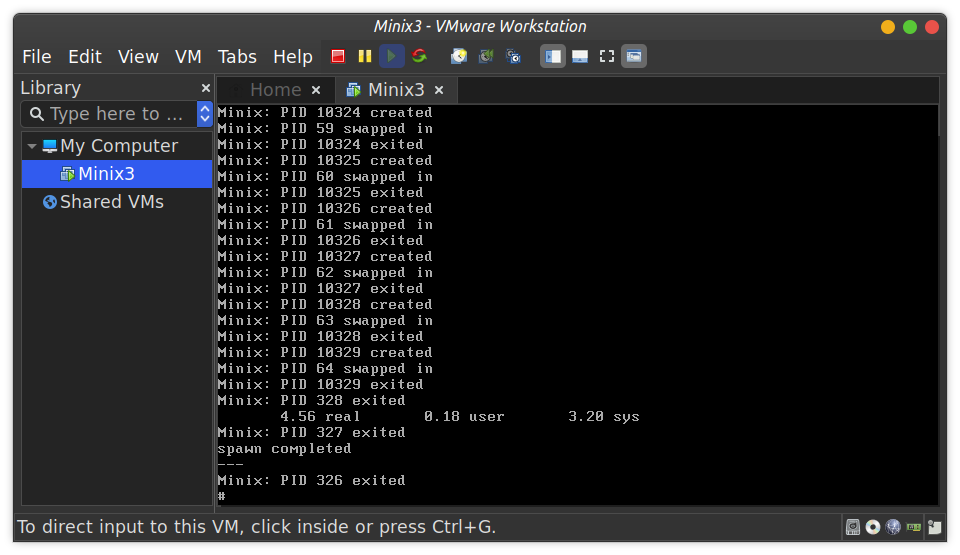 Minix3 - VMware Workstation
File Edit View VM Tabs Help
Library
Type here to ...
My Computer
Minix3
Shared VMs
Home
Minix3
Minix: PID 10324 created
Minix: PID 59 swapped in
Minix: PID 10324 exited
Minix: PID 10325 created
Minix: PID 60 swapped in
Minix: PID 10325 exited
Minix: PID 10326 created
Minix: PID 61 swapped in
Minix: PID 10326 exited
Minix: PID 10327 created
Minix: PID 62 swapped in
Minix: PID 10327 exited
Minix: PID 10328 created
Minix: PID 63 swapped in
Minix: PID 10328 exited
Minix: PID 10329 created
Minix: PID 64 swapped in
Minix: PID 10329 exited
Minix: PID 328 exited
4.56 real 0.18 user 3.20 sys
Minix: PID 327 exited
spawn completed
---
Minix: PID 326 exited
#
To direct input to this VM, click inside or press Ctrl+G.